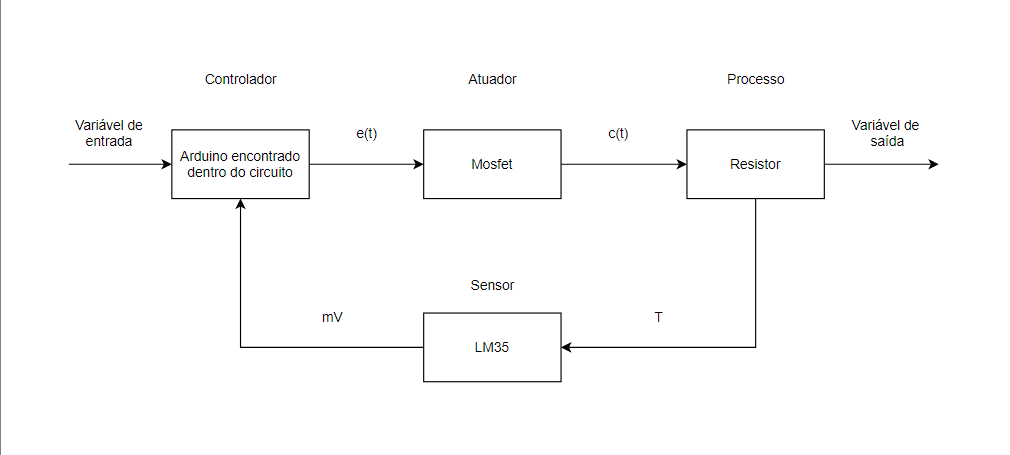 Controlador
Atuador
Processo
Variável de
entrada
e(t)
c(t)
Variável de
saída
Arduino encontrado
dentro do circuito
Mosfet
Resistor
Sensor
mV
T
LM35